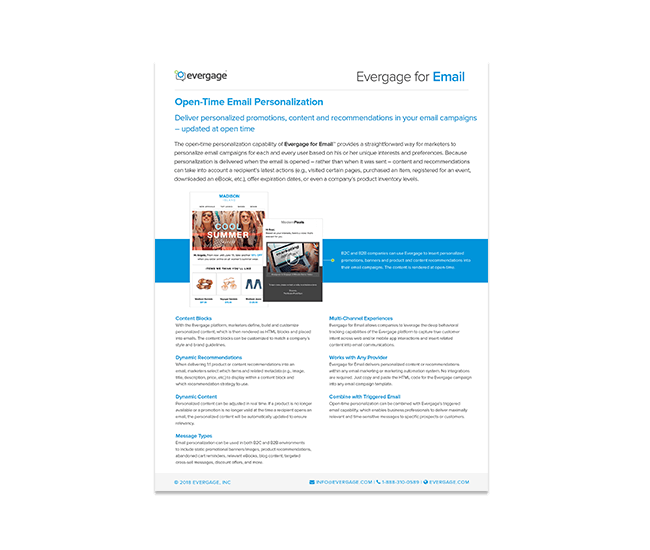 evergage®
Evergage for Email
Open-Time Email Personalization
Deliver personalized promotions, content and recommendations in your email campaigns
– updated at open time
The open-time personalization capability of Evergage for Email™ provides a straightforward way for marketers to
personalize email campaigns for each and every user based on his or her unique interests and preferences. Because
personalization is delivered when the email is opened – rather than when it was sent – content and recommendations
can take into account a recipient's latest actions (e.g., visited certain pages, purchased an item, registered for an event,
downloaded an eBook, etc.), offer expiration dates, or even a company's product inventory levels.
MADISON
COOL
SUMMER
ITEMS WE THINK YOU'LL LIKE
marketing
B2C and B2B companies can use Evergage to insert personalized
promotions, banners and product and content recommendations into
their email campaigns. The content is rendered at open time.
Content Blocks
With the Evergage platform, marketers define, build and customize
personalized content, which is then rendered as HTML blocks and placed
into emails. The content blocks can be customized to match a company's
style and brand guidelines.
Dynamic Recommendations
When delivering 1:1 product or content recommendations into an
email, marketers select which items and related metadata (e.g., image,
title, description, price, etc.) to display within a content block and
which recommendation strategy to use.
Dynamic Content
Personalized content can be adjusted in real time. If a product is no longer
available or a promotion is no longer valid at the time a recipient opens an
email, the personalized content will be automatically updated to ensure
relevancy.
Message Types
Email personalization can be used in both B2C and B2B environments
to include static promotional banners/images, product recommendations,
abandoned cart reminders, relevant eBooks, blog content, targeted
cross-sell messages, discount offers, and more.
Multi-Channel Experiences
Evergage for Email allows companies to leverage the deep behavioral
tracking capabilities of the Evergage platform to capture true customer
intent across web and/or mobile app interactions and insert related
content into email communications.
Works with Any Provider
Evergage for Email delivers personalized content or recommendations
within any email marketing or marketing automation system. No integrations
are required. Just copy and paste the HTML code for the Evergage campaign
into any email campaign template.
Combine with Triggered Email
Open-time personalization can be combined with Evergage's triggered
email capability, which enables business professionals to deliver maximally
relevant and time-sensitive messages to specific prospects or customers.
© 2018 EVERGAGE, INC
INFO@EVERGAGE.COM | 1-888-310-0589 | EVERGAGE.COM